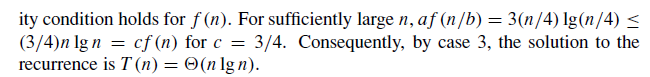 ity condition holds for f (n). For sufficiently large n, af (n/b) = 3(n/4) lg(n/4) ≤
(3/4)n lg n = cf (n) for c = 3/4. Consequently, by case 3, the solution to the
recurrence is T (n) = Θ(n lg n).